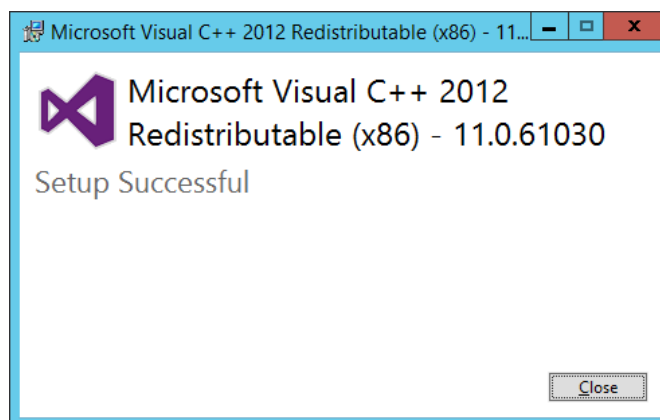 Microsoft Visual C++ 2012 Redistributable (x86) - 11...
Microsoft Visual C++ 2012
Redistributable (x86) - 11.0.61030
Setup Successful
Close